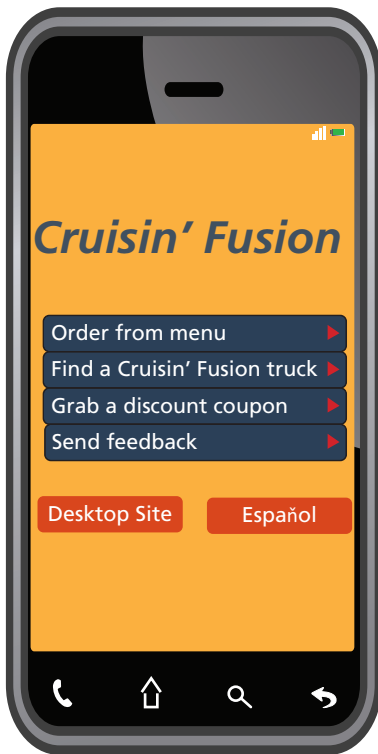 Cruisin’ Fusion
Order from menu
Find a Cruisin’ Fusion truck
Grab a discount coupon
Send feedback
Desktop Site
Espaňol